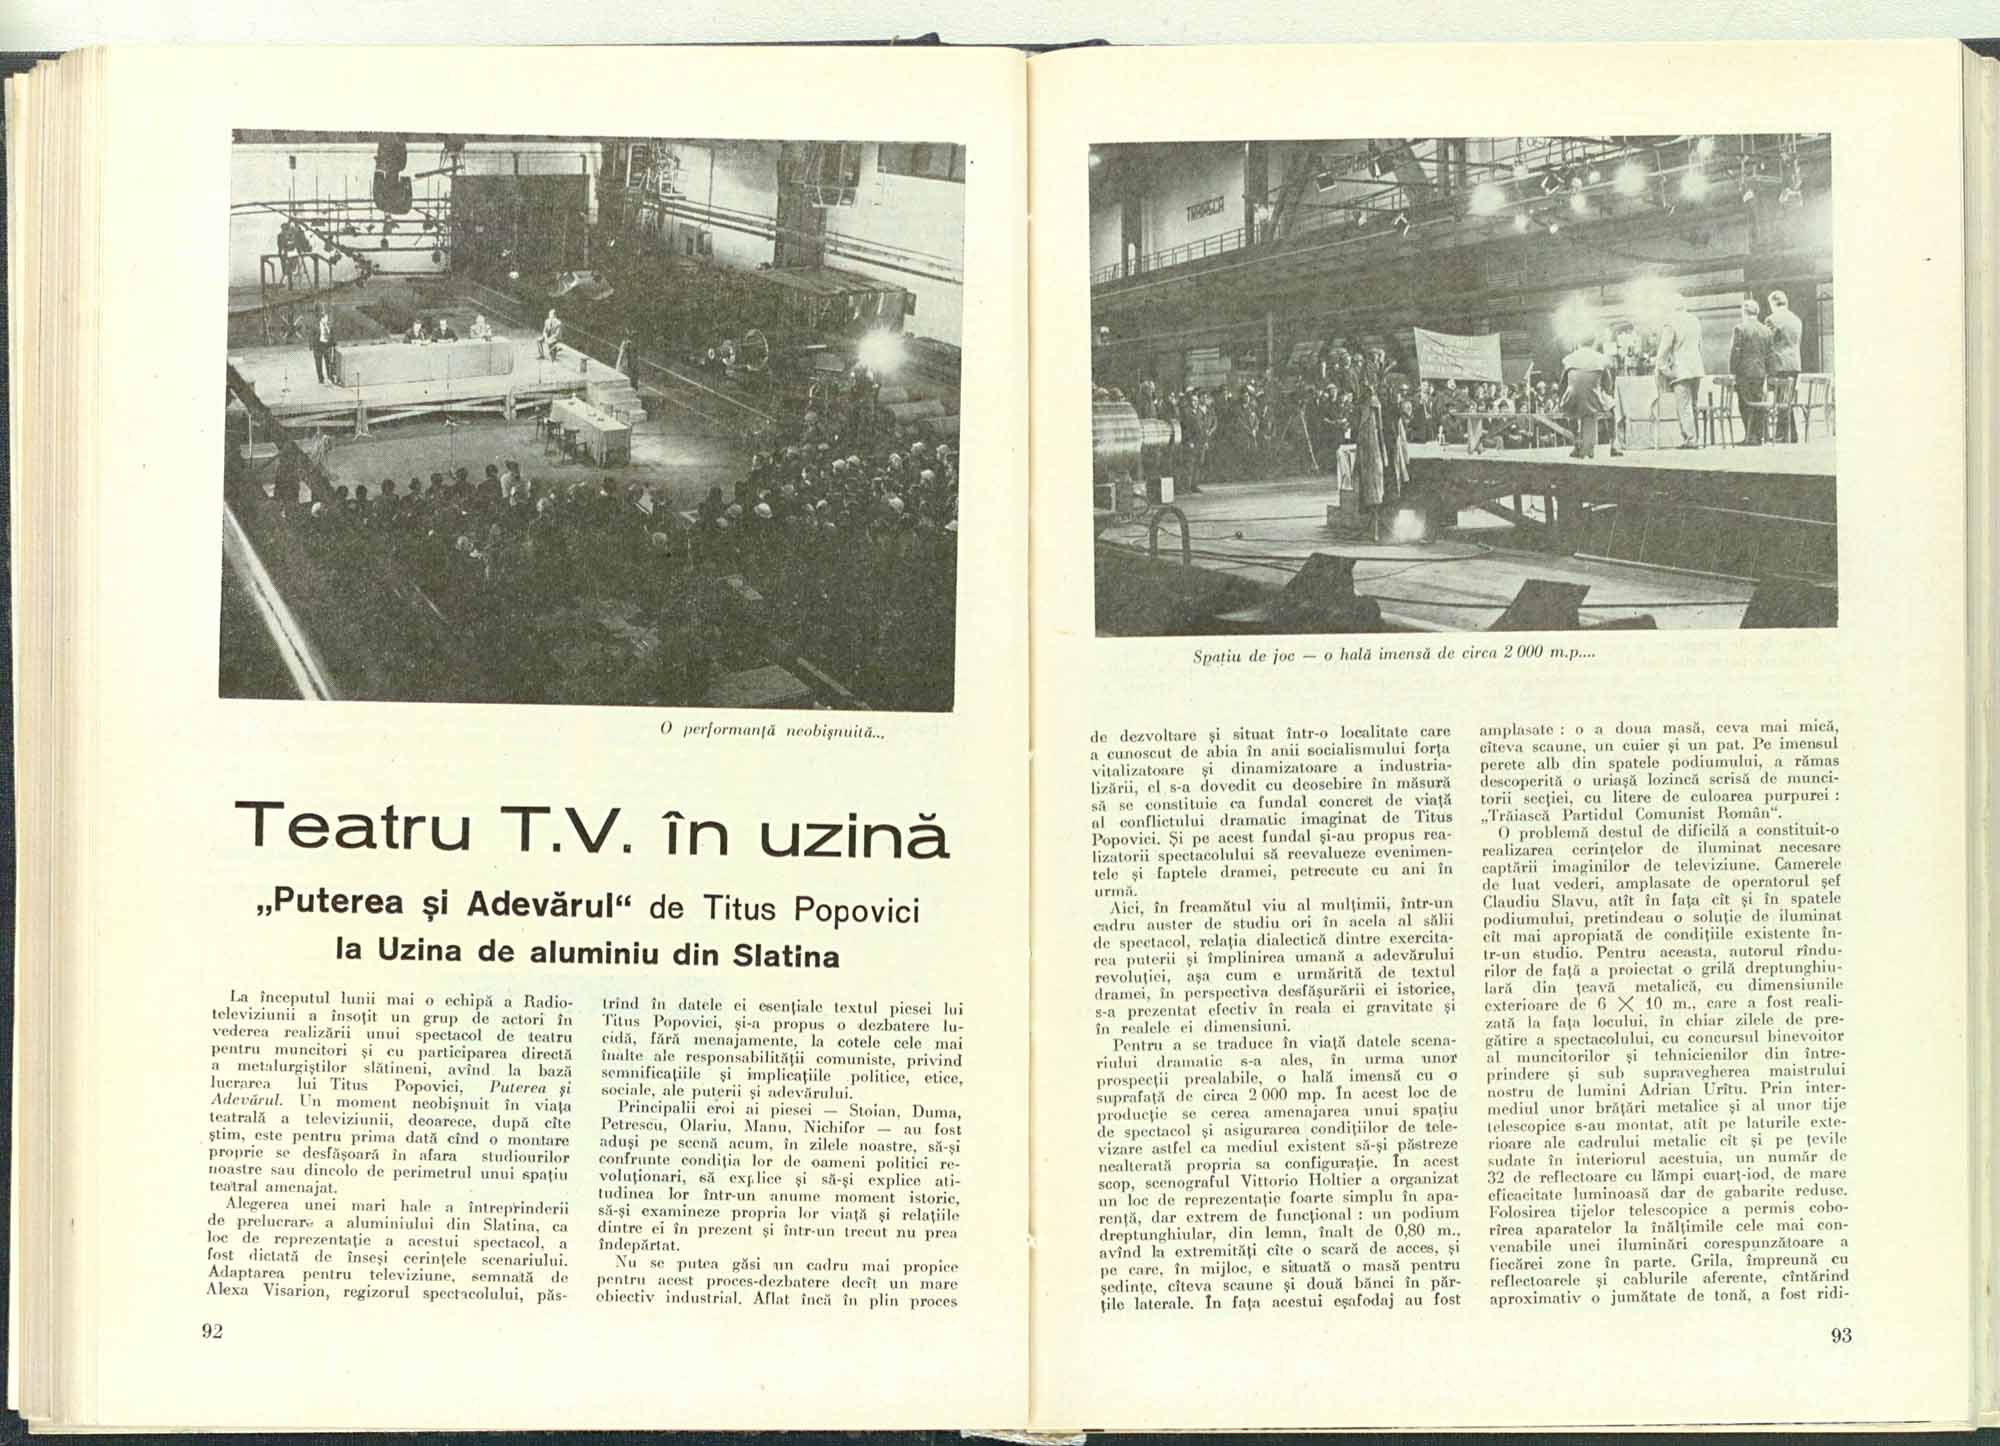 O performanță neobișnuită...
Teatru T.V. în uzină
„Puterea și Adevărul“ de Titus Popovici
la Uzina de aluminiu din Slatina
La începutul lunii mai o echipă a Radio-
televiziunii a însoțit un grup de actori în
vederea realizării unui spectacol de teatru
pentru muncitori și cu participarea directă
a metalurgiștilor slătineni, avînd la bază
lucrarea lui Titus Popovici, Puterea și
Adevărul. Un moment neobișnuit în viața
teatrală a televiziunii, deoarece, după cîte
știm, este pentru prima dată cînd o montare
proprie se desfășoară în afara studiourilor
noastre sau dincolo de perimetrul unui spațiu
teatral amenajat.
Alegerea unei mari hale a întreprinderii
de prelucrare a aluminiului din Slatina, ca
loc de reprezentație a acestui spectacol, a
fost dictată de înseși cerințele scenariului.
Adaptarea pentru televiziune, semnată de
Alexa Visarion, regizorul spectacolului, păs-
trînd în datele ei esențiale textul piesei lui
Titus Popovici, și-a propus o dezbatere lu-
cidă, fără menajamente, la cotele cele mai
înalte ale responsabilității comuniste, privind
semnificațiile și implicațiile politice, etice,
sociale, ale puterii și adevărului.
Principalii eroi ai piesei — Stoian, Duma,
Petrescu, Olariu, Manu, Nichifor — au fost
aduși pe scenă acum, în zilele noastre, să-și
confrunte condiția lor de oameni politici re-
voluționari, să explice și să-și explice ati-
tudinea lor într-un anume moment istoric,
să-și examineze propria lor viață și relațiile
dintre ei în prezent și într-un trecut nu prea
îndepărtat.
Nu se putea găsi un cadru mai propice
pentru acest proces-dezbatere decît un mare
obiectiv industrial. Aflat încă în plin proces
92
Spațiu de joc — o hală imensă de circa 2 000 m.p....
de dezvoltare și situat într-o localitate care
a cunoscut de abia în anii socialismului forța
vitalizatoare și dinamizatoare a industria-
lizării, el s-a dovedit cu deosebire în măsură
să se constituie ca fundal concret de viață
al conflictului dramatic imaginat de Titus
Popovici. Și pe acest fundal și-au propus rea-
lizatorii spectacolului să reevalueze evenimen-
tele și faptele dramei, petrecute cu ani în
urmă.
Aici, în freamătul viu al mulțimii, într-un
cadru auster de studiu ori în acela al sălii
de spectacol, relația dialectică dintre exercita-
rea puterii și împlinirea umană a adevărului
revoluției, așa cum e urmărită de textul
dramei, în perspectiva desfășurării ei istorice,
s-a prezentat efectiv în reala ei gravitate și
în realele ei dimensiuni.
Pentru a se traduce în viață datele scena-
riului dramatic s-a ales, în urma unor
prospecții prealabile, o hală imensă cu o
suprafață de circa 2 000 mp. În acest loc de
producție se cerea amenajarea unui spațiu
de spectacol și asigurarea condițiilor de tele-
vizare astfel ca mediul existent să-și păstreze
nealterată propria sa configurație. În acest
scop, scenograful Vittorio Holtier a organizat
un loc de reprezentație foarte simplu în apa-
rență, dar extrem de funcțional : un podium
dreptunghiular, din lemn, înalt de 0,80 m.,
avînd la extremități cîte o scară de acces, și
pe care, în mijloc, e situată o masă pentru
ședințe, cîteva scaune și două bănci în păr-
țile laterale. În fața acestui eșafodaj au fost
amplasate : o a doua masă, ceva mai mică,
cîteva scaune, un cuier și un pat. Pe imensul
perete alb din spatele podiumului, a rămas
descoperită o uriașă lozincă scrisă de munci-
torii secției, cu litere de culoarea purpurei :
„Trăiască Partidul Comunist Român“.
O problemă destul de dificilă a constituit-o
realizarea cerințelor de iluminat necesare
captării imaginilor de televiziune. Camerele
de luat vederi, amplasate de operatorul șef
Claudiu Slavu, atît în fața cît și în spatele
podiumului, pretindeau o soluție de iluminat
cît mai apropiată de condițiile existente în-
tr-un studio. Pentru aceasta, autorul rîndu-
rilor de față a proiectat o grilă dreptunghiu-
lară din țeavă metalică, cu dimensiunile
exterioare de 6 X 10 m., care a fost reali-
zată la fața locului, în chiar zilele de pre-
gătire a spectacolului, cu concursul binevoitor
al muncitorilor și tehnicienilor din între-
prindere și sub supravegherea maistrului
nostru de lumini Adrian Urîtu. Prin inter-
mediul unor brățări metalice și al unor tije
telescopice s-au montat, atît pe laturile exte-
rioare ale cadrului metalic cît și pe țevile
sudate în interiorul acestuia, un număr de
32 de reflectoare cu lămpi cuarț-iod, de mare
eficacitate luminoasă dar de gabarite reduse.
Folosirea tijelor telescopice a permis cobo-
rîrea aparatelor la înălțimile cele mai con-
venabile unei iluminări corespunzătoare a
fiecărei zone în parte. Grila, împreună cu
reflectoarele și cablurile aferente, cîntărind
aproximativ o jumătate de tonă, a fost ridi-
93